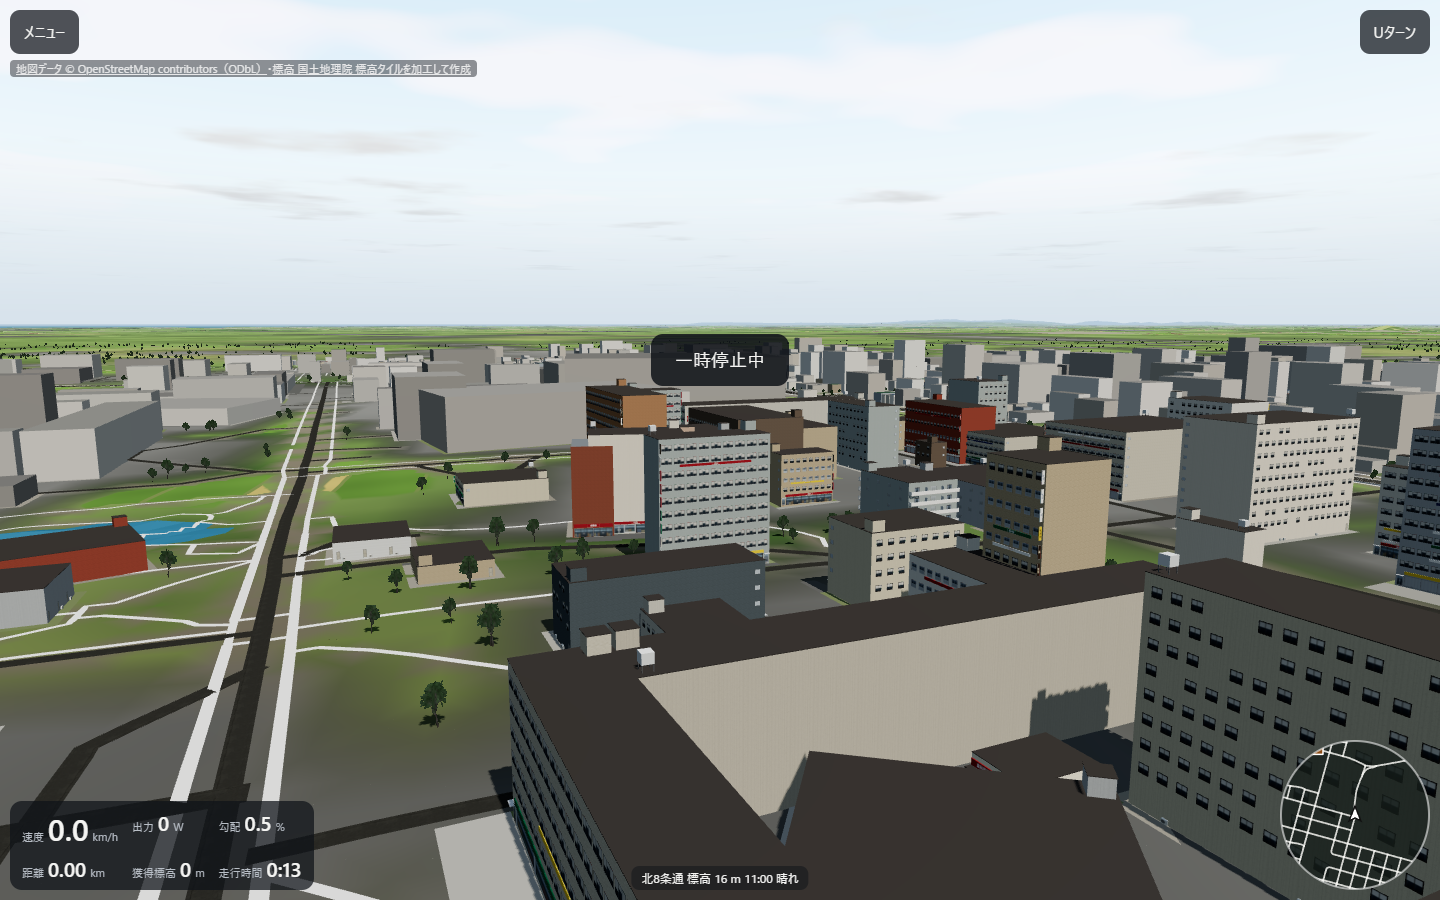 メニュー
Uターン
地図データ © OpenStreetMap contributors（ODbL）・標高 国土地理院 標高タイルを加工して作成
一時停止中
速度 0.0 km/h 出力 0 W 勾配 0.5 %
距離 0.00 km 獲得標高 0 m 走行時間 0:13
北8条通 標高 16 m 11:00 晴れ